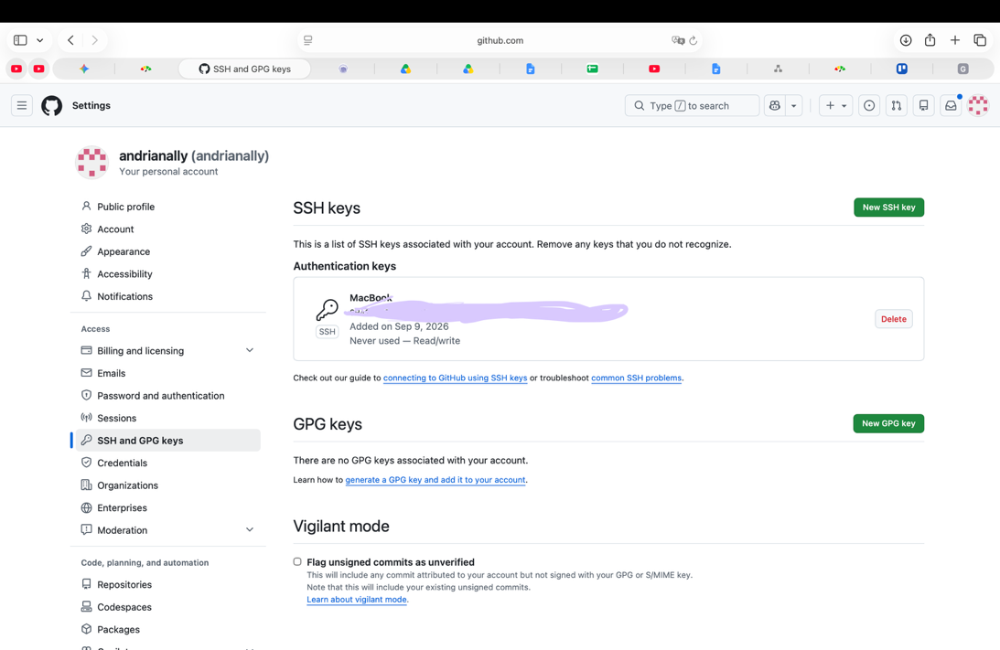 github.com
SSH and GPG keys
G
Settings
Type / to search
andrianally (andrianally)
Your personal account
Public profile
Account
Appearance
Accessibility
Notifications
Access
Billing and licensing
Emails
Password and authentication
Sessions
SSH and GPG keys
Credentials
Organizations
Enterprises
Moderation
Code, planning, and automation
Repositories
Codespaces
Packages
SSH keys
New SSH key
This is a list of SSH keys associated with your account. Remove any keys that you do not recognize.
Authentication keys
MacBook
SSH
Added on Sep 9, 2026
Never used — Read/write
Delete
Check out our guide to connecting to GitHub using SSH keys or troubleshoot common SSH problems.
GPG keys
New GPG key
There are no GPG keys associated with your account.
Learn how to generate a GPG key and add it to your account.
Vigilant mode
Flag unsigned commits as unverified
This will include any commit attributed to your account but not signed with your GPG or S/MIME key.
Note that this will include your existing unsigned commits.
Learn about vigilant mode.